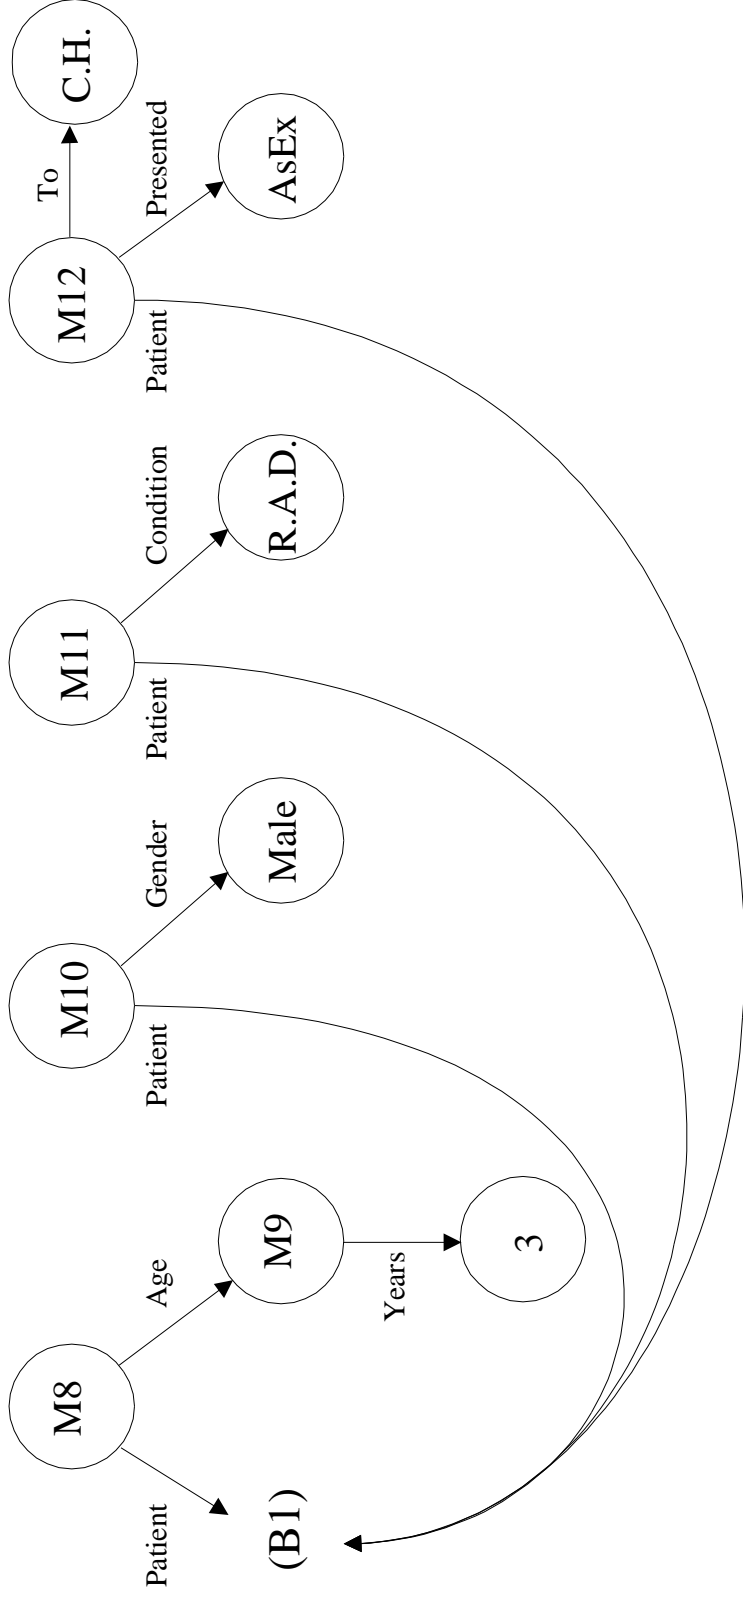 M8
M10
M11
M12
To
C.H.
Patient
Age
Patient
Gender
Patient
Condition
Patient
Presented
(B1)
M9
Male
R.A.D.
AsEx
Years
3